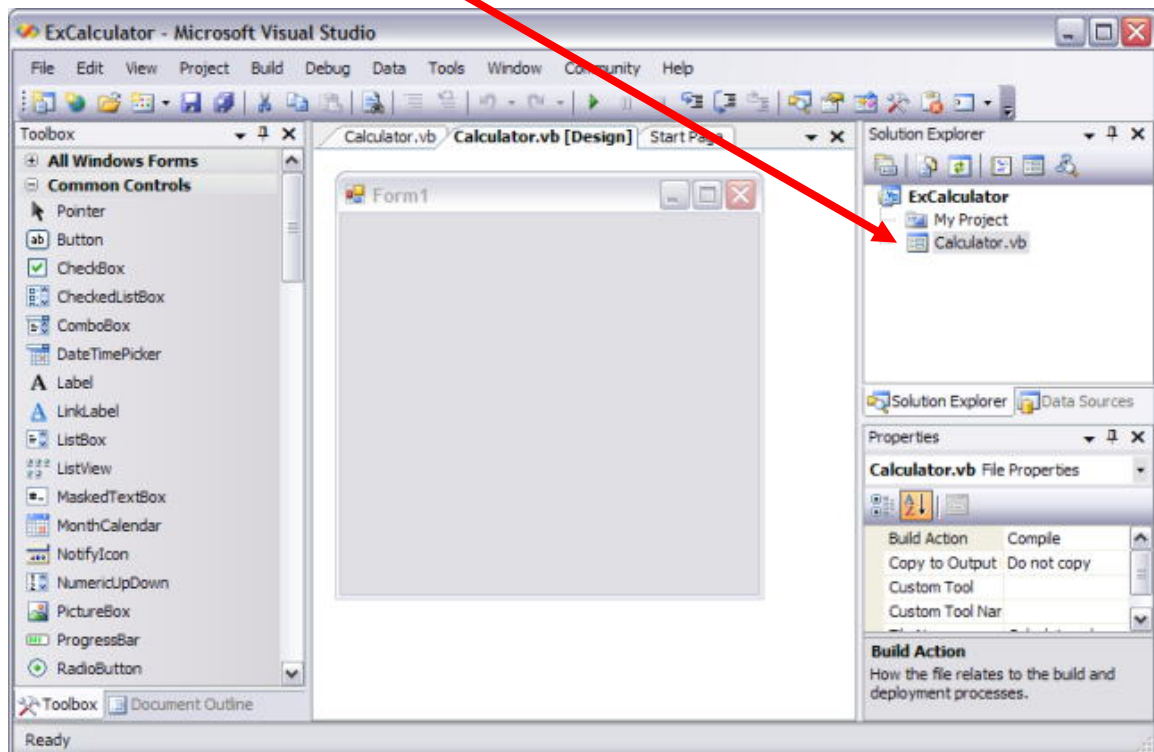 ExCalculator - Microsoft Visual Studio
File Edit View Project Build Debug Data Tools Window Community Help
Toolbox
All Windows Forms
Common Controls
Pointer
Button
CheckBox
CheckedListBox
ComboBox
DateTimePicker
Label
LinkLabel
ListBox
ListView
MaskedTextBox
MonthCalendar
NotifyIcon
NumericUpDown
PictureBox
ProgressBar
RadioButton
Toolbox Document Outline
Calculator.vb Calculator.vb [Design] Start Page
Form1
Solution Explorer
ExCalculator
My Project
Calculator.vb
Solution Explorer Data Sources
Properties
Calculator.vb File Properties
Build Action Compile
Copy to Output Do not copy
Custom Tool
Custom Tool Nar
Build Action
How the file relates to the build and
deployment processes.
Ready